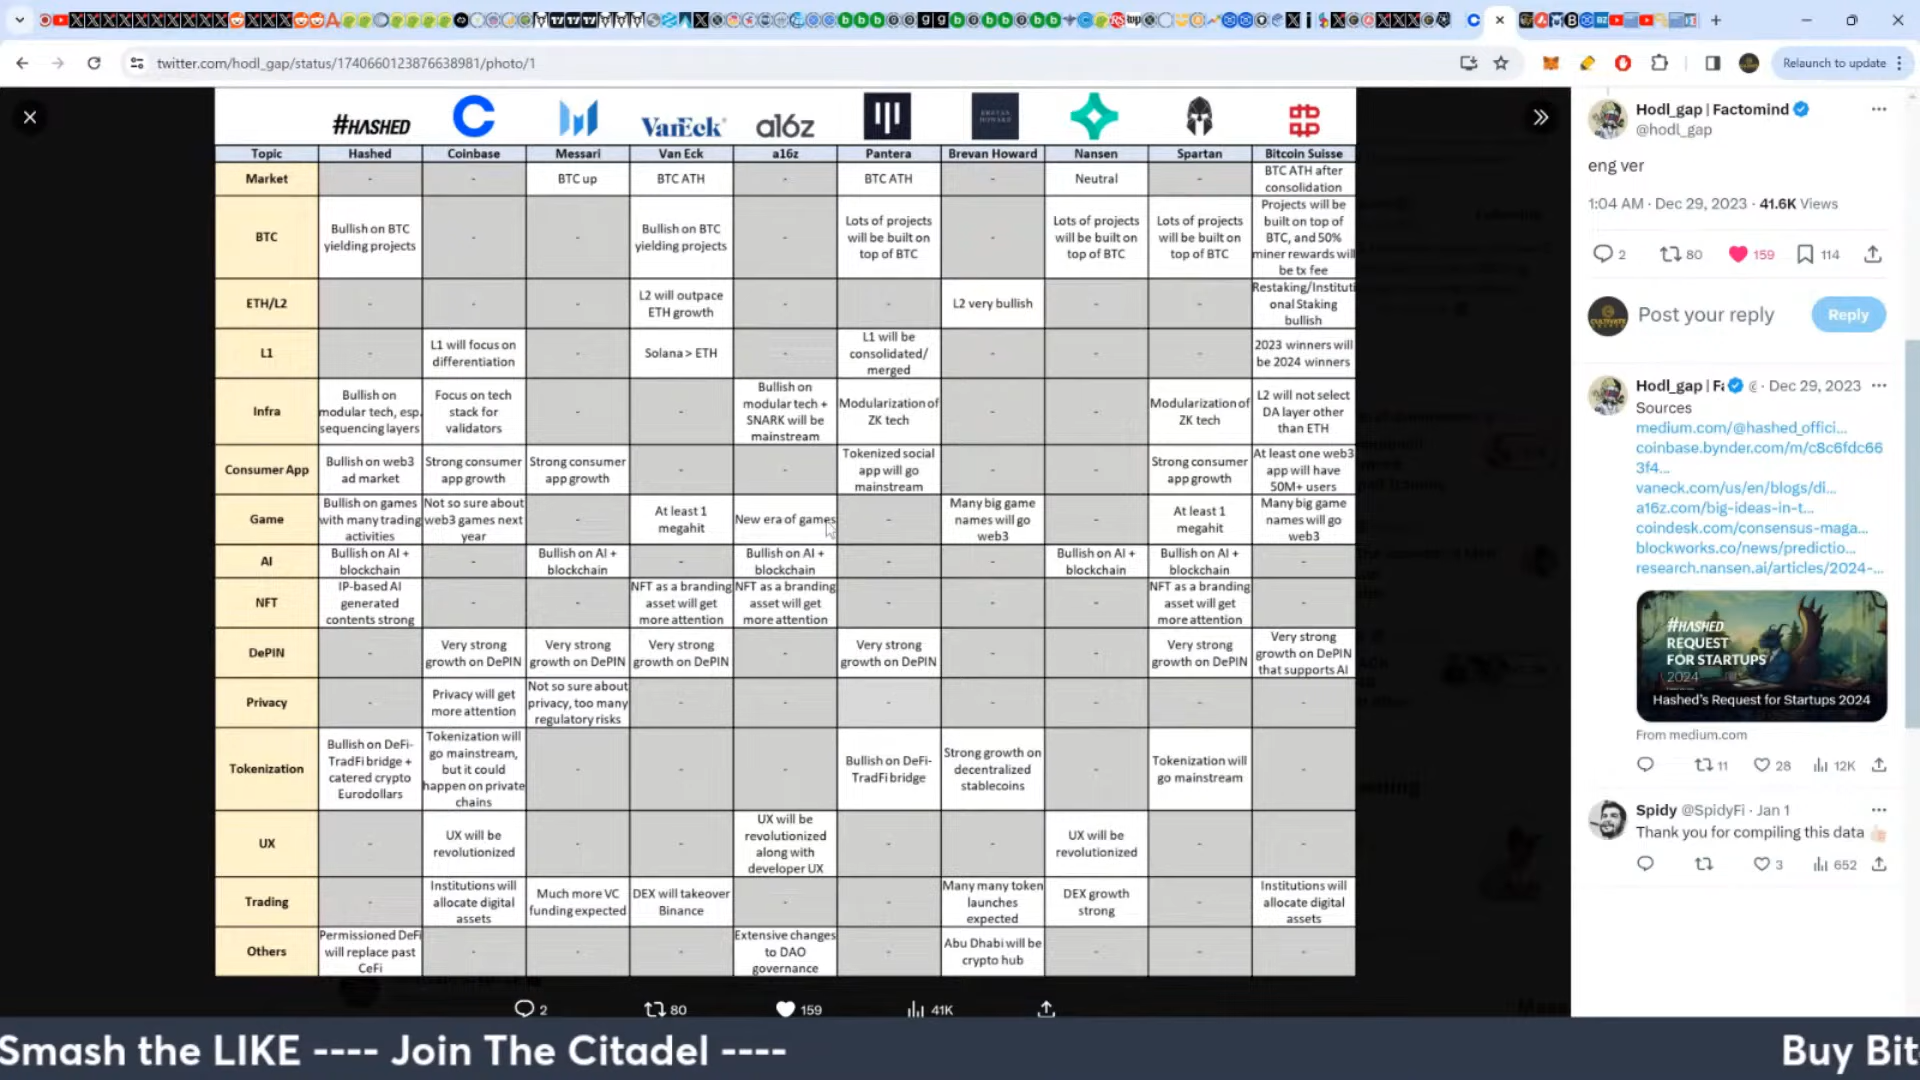 twitter.com/hodl_gap/status/1740660123876638981/photo/1
Relaunch to update
#HASHED
VanEck
a16z
BREVAN
HOWARD
Topic Hashed Coinbase Messari Van Eck a16z Pantera Brevan Howard Nansen Spartan Bitcoin Suisse
Market - - BTC up BTC ATH - BTC ATH - Neutral - BTC ATH after consolidation
BTC Bullish on BTC yielding projects - - Bullish on BTC yielding projects - Lots of projects will be built on top of BTC - Lots of projects will be built on top of BTC Lots of projects will be built on top of BTC Projects will be built on top of BTC, and 50% miner rewards will be tx fee
ETH/L2 - - - L2 will outpace ETH growth - - L2 very bullish - - Restaking/Instituti onal Staking bullish
L1 - L1 will focus on differentiation - Solana > ETH - L1 will be consolidated/ merged - - - 2023 winners will be 2024 winners
Infra Bullish on modular tech, esp. sequencing layers Focus on tech stack for validators - - Bullish on modular tech + SNARK will be mainstream Modularization of ZK tech - - Modularization of ZK tech L2 will not select DA layer other than ETH
Consumer App Bullish on web3 ad market Strong consumer app growth Strong consumer app growth - - Tokenized social app will go mainstream - - Strong consumer app growth At least one web3 app will have 50M+ users
Game Bullish on games with many trading activities Not so sure about web3 games next year - At least 1 megahit New era of games - Many big game names will go web3 - At least 1 megahit Many big game names will go web3
AI Bullish on AI + blockchain - Bullish on AI + blockchain - Bullish on AI + blockchain - - Bullish on AI + blockchain Bullish on AI + blockchain -
NFT IP-based AI generated contents strong - - NFT as a branding asset will get more attention NFT as a branding asset will get more attention - - - NFT as a branding asset will get more attention -
DePIN - Very strong growth on DePIN Very strong growth on DePIN Very strong growth on DePIN - Very strong growth on DePIN - - Very strong growth on DePIN Very strong growth on DePIN that supports AI
Privacy - Privacy will get more attention Not so sure about privacy, too many regulatory risks - - - - - - -
Tokenization Bullish on DeFi- TradFi bridge + catered crypto Eurodollars Tokenization will go mainstream, but it could happen on private chains - - - Bullish on DeFi- TradFi bridge Strong growth on decentralized stablecoins - Tokenization will go mainstream -
UX - UX will be revolutionized - - UX will be revolutionized along with developer UX - - UX will be revolutionized - -
Trading - Institutions will allocate digital assets Much more VC funding expected DEX will takeover Binance - - Many many token launches expected DEX growth strong - Institutions will allocate digital assets
Others Permissioned DeFi will replace past CeFi - - - Extensive changes to DAO governance - Abu Dhabi will be crypto hub - - -
2 80 159 41K
Hodl_gap | Factomind
@hodl_gap
eng ver
1:04 AM · Dec 29, 2023 · 41.6K Views
2 80 159 114
Post your reply Reply
Hodl_gap | Fa @ · Dec 29, 2023
Sources
medium.com/@hashed_offici...
coinbase.bynder.com/m/c8c6fdc66
3f4...
vaneck.com/us/en/blogs/di...
a16z.com/big-ideas-in-t...
coindesk.com/consensus-maga...
blockworks.co/news/predictio...
research.nansen.ai/articles/2024-...
#HASHED
REQUEST
FOR STARTUPS
2024
Hashed's Request for Startups 2024
From medium.com
11 28 12K
Spidy @SpidyFi · Jan 1
Thank you for compiling this data
3 652
Smash the LIKE ---- Join The Citadel ---- Buy Bit